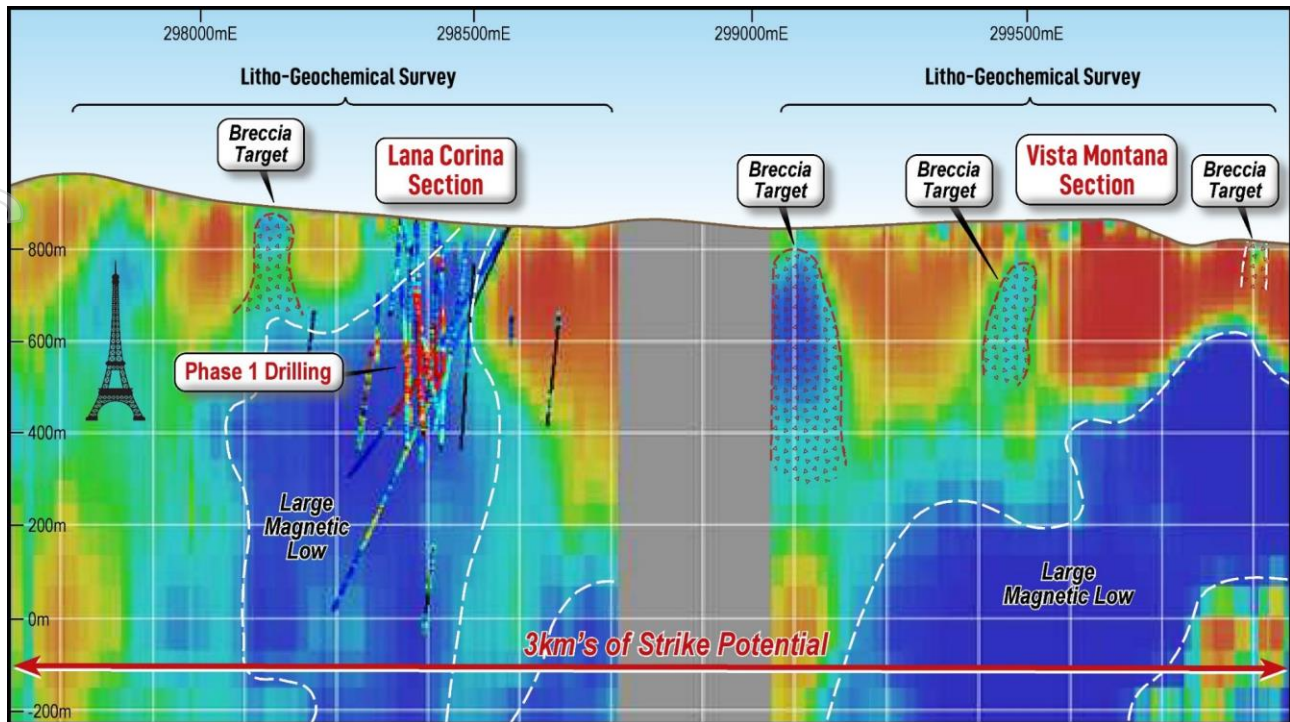 298000mE
298500mE
299000mE
299500mE
Litho-Geochemical Survey
Litho-Geochemical Survey
Breccia
Target
Lana Corina
Section
Breccia
Target
Breccia
Target
Vista Montana
Section
Breccia
Target
800m
600m
Phase 1 Drilling
400m
Large
Magnetic
Low
200m
Large
Magnetic Low
0m
3km's of Strike Potential
-200m